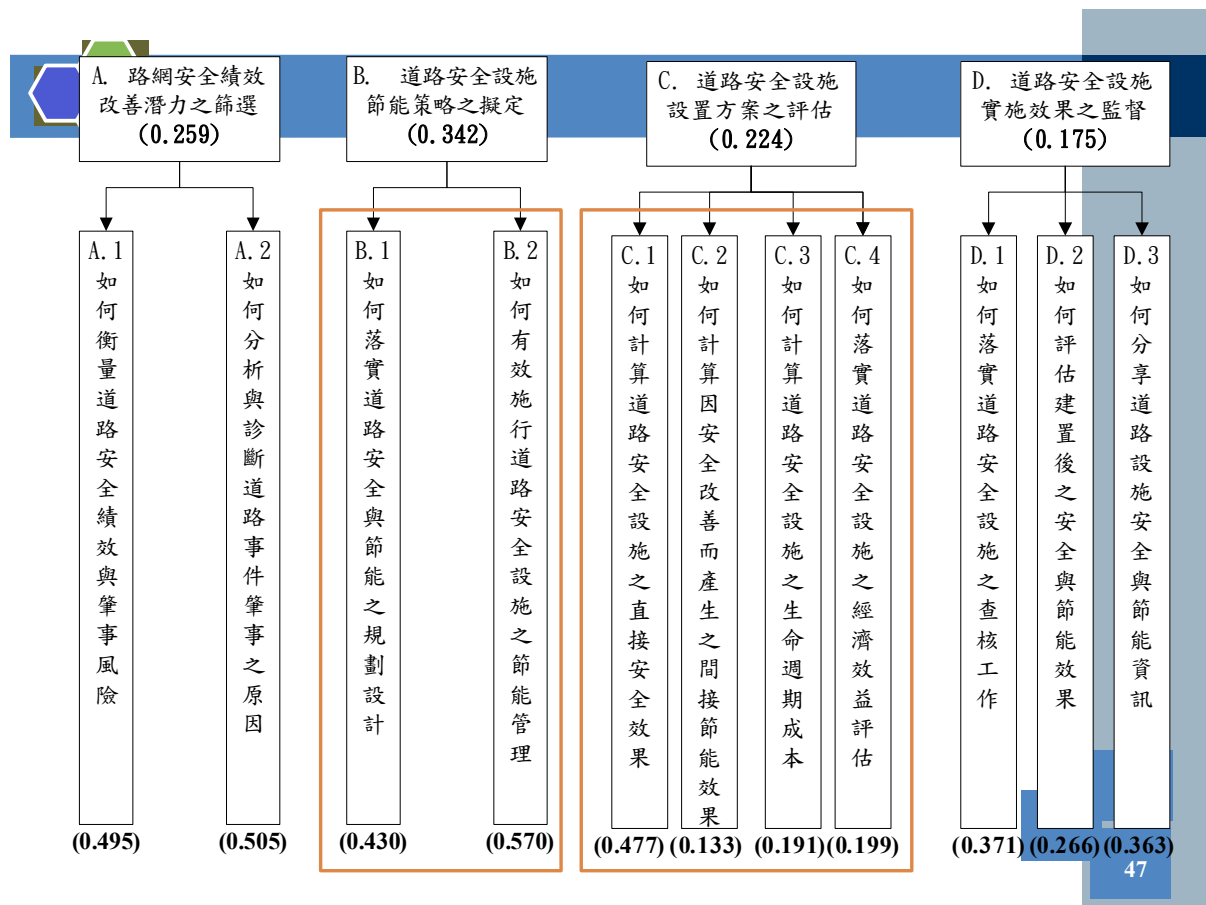 A. 路網安全績效
改善潛力之篩選
(0.259)
B. 道路安全設施
節能策略之擬定
(0.342)
C. 道路安全設施
設置方案之評估
(0.224)
D. 道路安全設施
實施效果之監督
(0.175)
A.1
如何衡量道路安全績效與肇事風險
(0.495)
A.2
如何分析與診斷道路事件肇事之原因
(0.505)
B.1
如何落實道路安全與節能之規劃設計
(0.430)
B.2
如何有效施行道路安全設施之節能管理
(0.570)
C.1
如何計算道路安全設施之直接安全效果
(0.477)
C.2
如何計算因安全改善而產生之間接節能效果
(0.133)
C.3
如何計算道路安全設施之生命週期成本
(0.191)
C.4
如何落實道路安全設施之經濟效益評估
(0.199)
D.1
如何落實道路安全設施之查核工作
(0.371)
D.2
如何評估建置後之安全與節能效果
(0.266)
D.3
如何分享道路設施安全與節能資訊
(0.363)
47